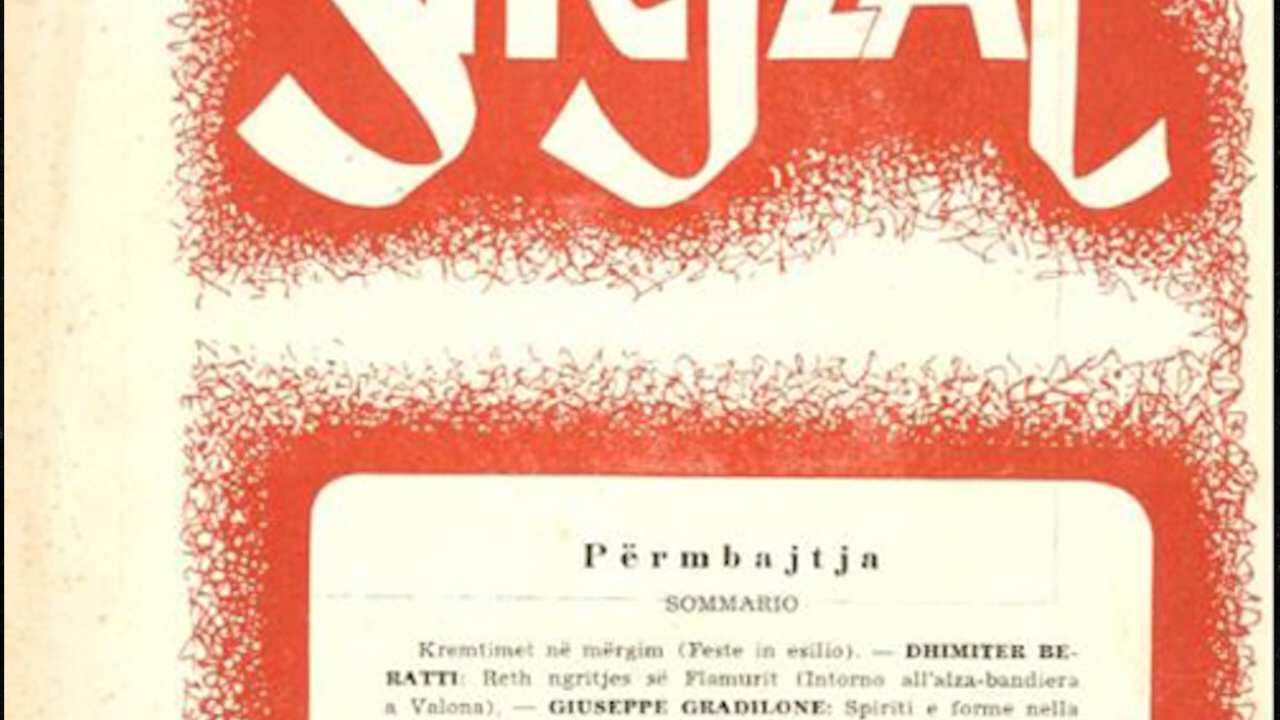 Përmbajtja
SOMMARIO
Kremtimet në mërgim (Feste in esilio). — DHIMITER BE-
RATTI: Reth ngritjes së Flamurit (Intorno all'alza-bandiera
a Valona). — GIUSEPPE GRADILONE: Spiriti e forme nella